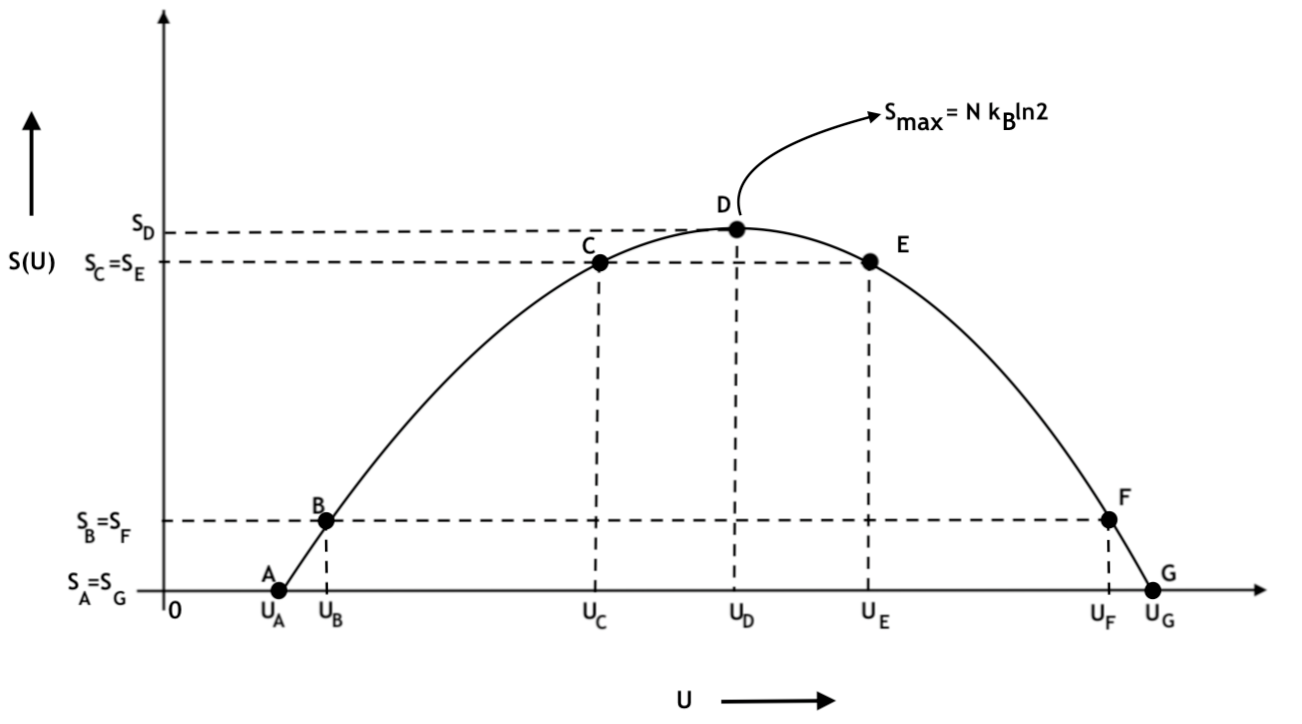 S_max = N k_B ln2
D
S_D
C
E
S(U)
S_C=S_E
B
F
S_B=S_F
A
G
S_A=S_G
0
U_A
U_B
U_C
U_D
U_E
U_F
U_G
U